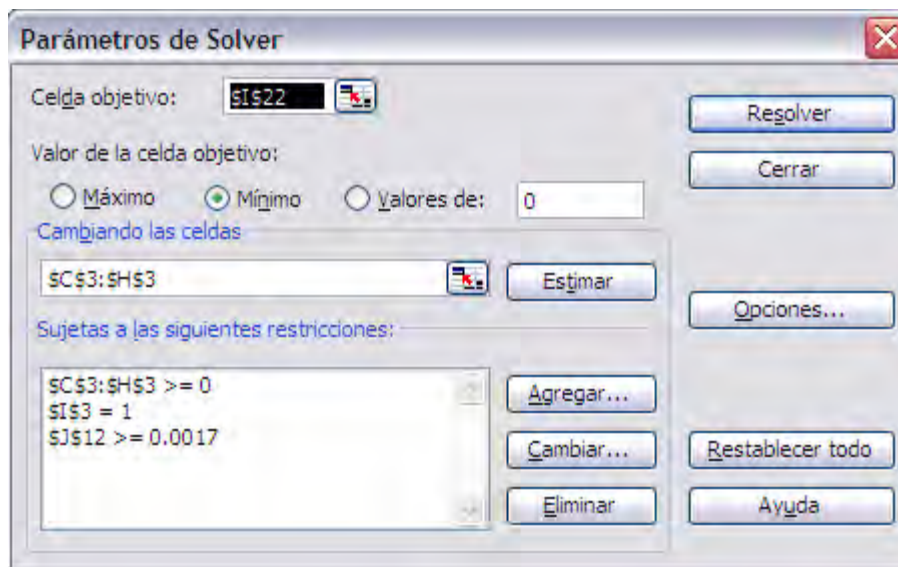 Parámetros de Solver
Celda objetivo: $I$22
Resolver
Valor de la celda objetivo:
Cerrar
Máximo Mínimo Valores de: 0
Cambiando las celdas
$C$3:$H$3 Estimar
Opciones...
Sujetas a las siguientes restricciones:
$C$3:$H$3 >= 0
$I$3 = 1
$J$12 >= 0.0017
Agregar...
Cambiar... Restablecer todo
Eliminar Ayuda